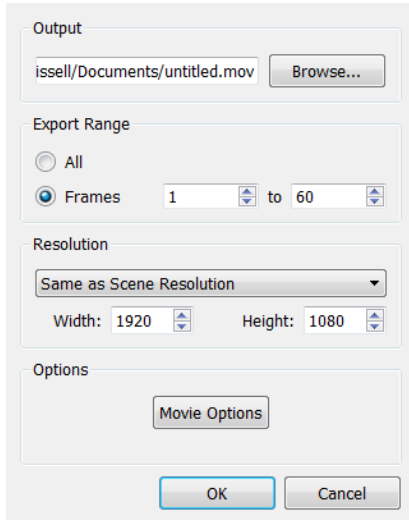 Output
issell/Documents/untitled.mov Browse...
Export Range
All
Frames 1 to 60
Resolution
Same as Scene Resolution
Width: 1920 Height: 1080
Options
Movie Options
OK Cancel